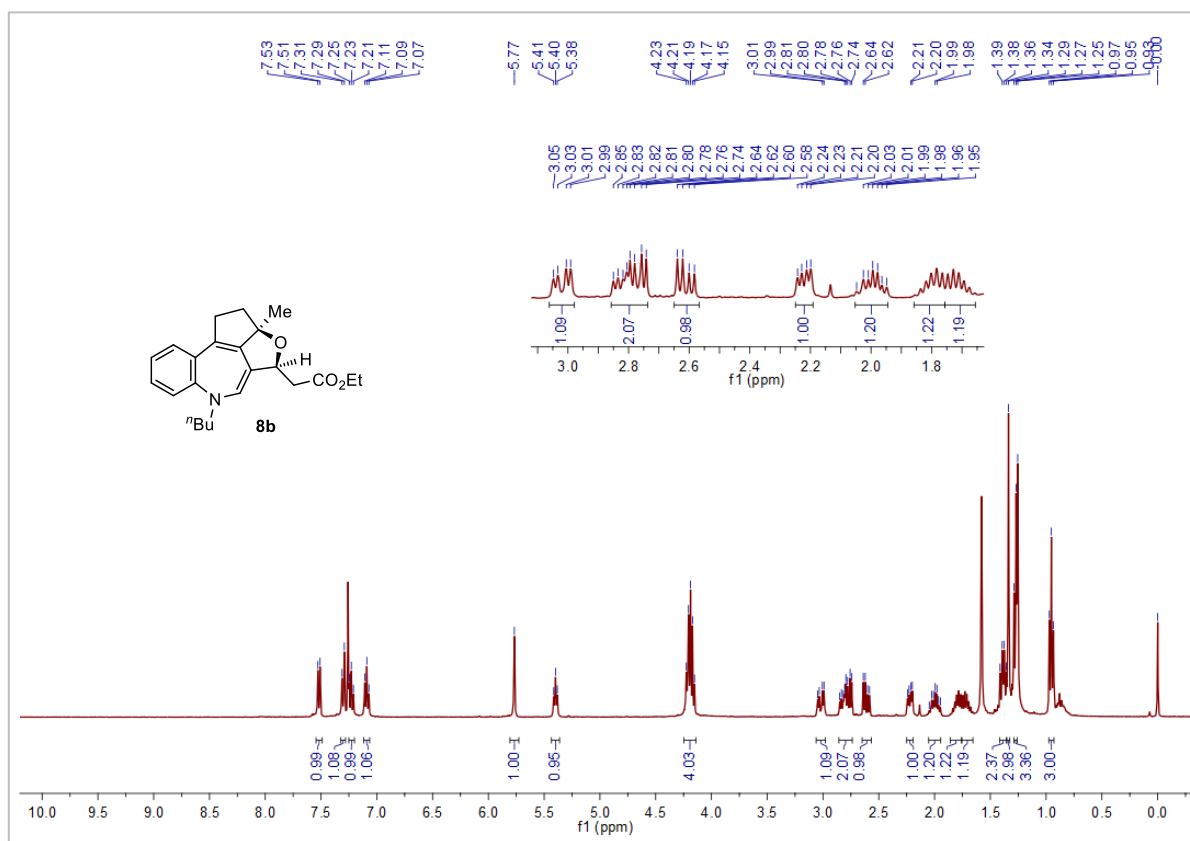 7.53 7.51 7.31 7.29 7.25 7.23 7.21 7.11 7.09 7.07 5.77 5.41 5.40 5.38 4.23 4.21 4.19 4.17 4.15 3.01 2.99 2.81 2.80 2.78 2.76 2.74 2.64 2.62 2.21 2.20 1.99 1.98 1.39 1.38 1.36 1.34 1.29 1.27 1.25 0.97 0.95 0.93 -0.00
3.05 3.03 3.01 2.99 2.85 2.83 2.82 2.81 2.80 2.78 2.76 2.74 2.64 2.62 2.60 2.58 2.24 2.23 2.21 2.20 2.03 2.01 1.99 1.98 1.96 1.95
1.09 2.07 0.98 1.00 1.20 1.22 1.19
3.0 2.8 2.6 2.4 2.2 2.0 1.8
f1 (ppm)
Me
O
H
CO2Et
N
nBu
8b
0.99 1.08 0.99 1.06 1.00 0.95 4.03 1.09 2.07 0.98 1.00 1.20 1.22 1.19 2.37 2.98 3.36 3.00
10.0 9.5 9.0 8.5 8.0 7.5 7.0 6.5 6.0 5.5 5.0 4.5 4.0 3.5 3.0 2.5 2.0 1.5 1.0 0.5 0.0
f1 (ppm)